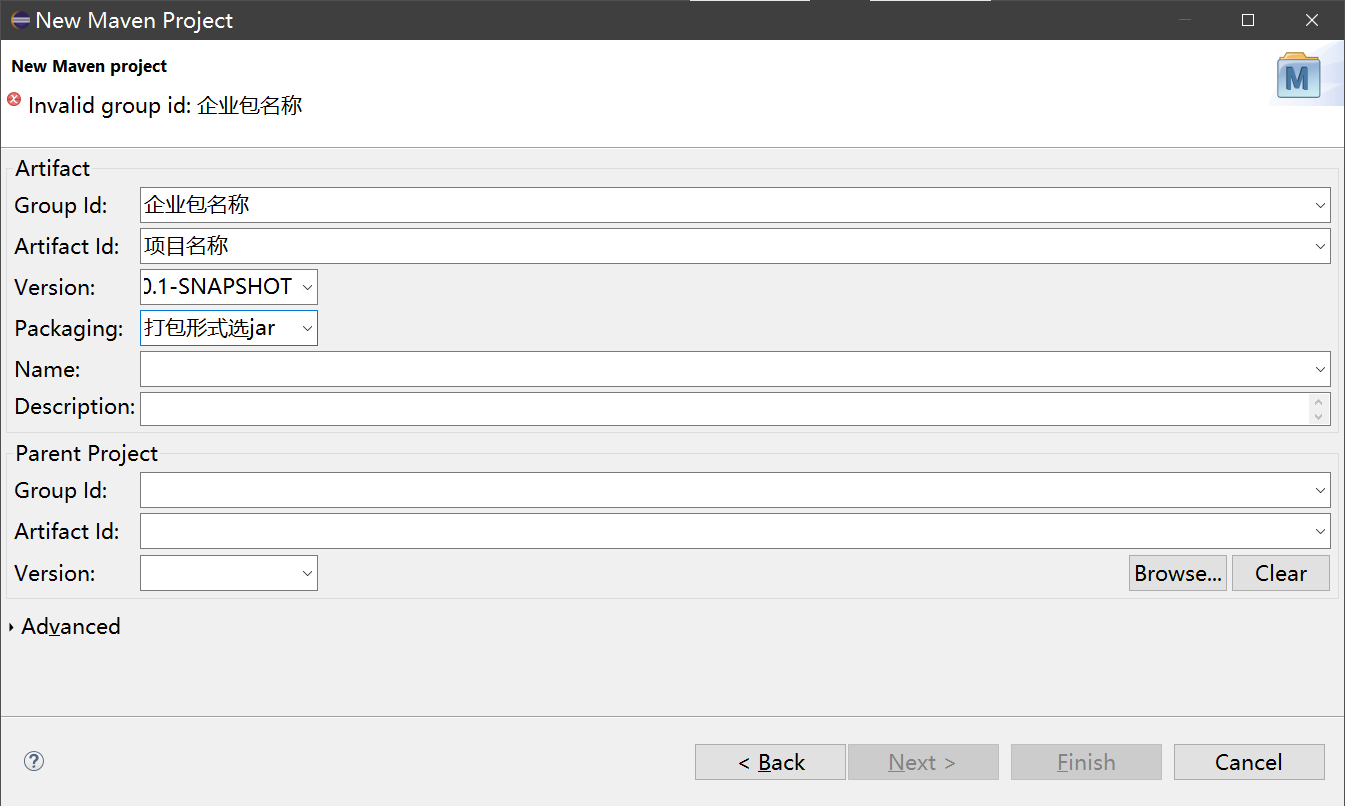 New Maven Project
New Maven project
Invalid group id: 企业包名称
Artifact
Group Id: 企业包名称
Artifact Id: 项目名称
Version: 0.1-SNAPSHOT
Packaging: 打包形式选jar
Name:
Description:
Parent Project
Group Id:
Artifact Id:
Version: Browse... Clear
Advanced
< Back Next > Finish Cancel